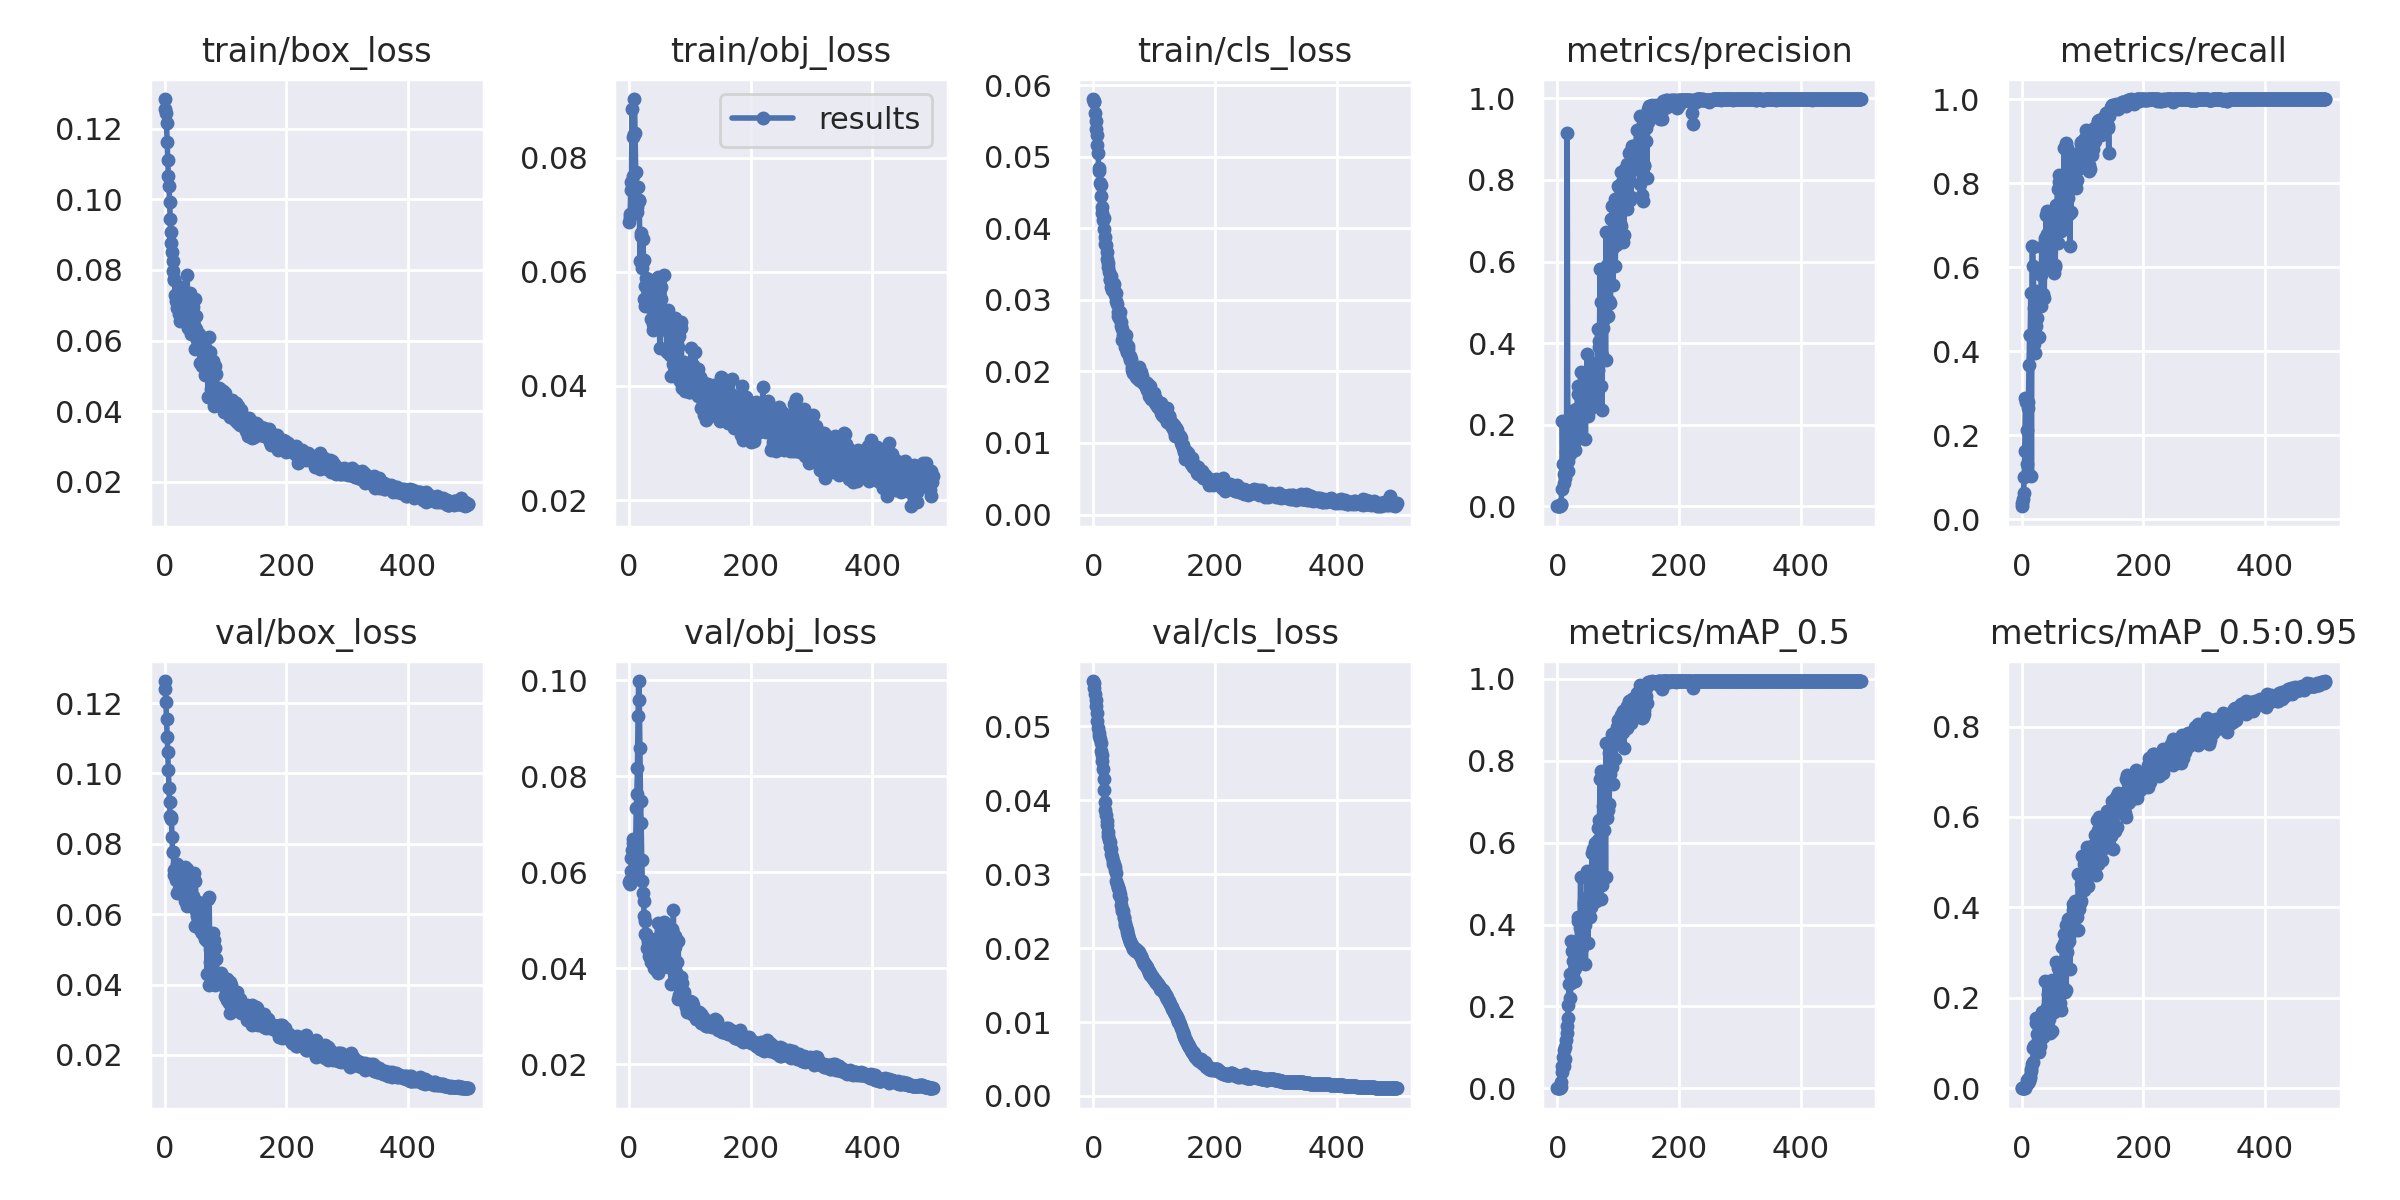 train/box_loss
0.12
0.10
0.08
0.06
0.04
0.02
0 200 400
train/obj_loss
results
0.08
0.06
0.04
0.02
0 200 400
train/cls_loss
0.06
0.05
0.04
0.03
0.02
0.01
0.00
0 200 400
metrics/precision
1.0
0.8
0.6
0.4
0.2
0.0
0 200 400
metrics/recall
1.0
0.8
0.6
0.4
0.2
0.0
0 200 400
val/box_loss
0.12
0.10
0.08
0.06
0.04
0.02
0 200 400
val/obj_loss
0.10
0.08
0.06
0.04
0.02
0 200 400
val/cls_loss
0.05
0.04
0.03
0.02
0.01
0.00
0 200 400
metrics/mAP_0.5
1.0
0.8
0.6
0.4
0.2
0.0
0 200 400
metrics/mAP_0.5:0.95
0.8
0.6
0.4
0.2
0.0
0 200 400